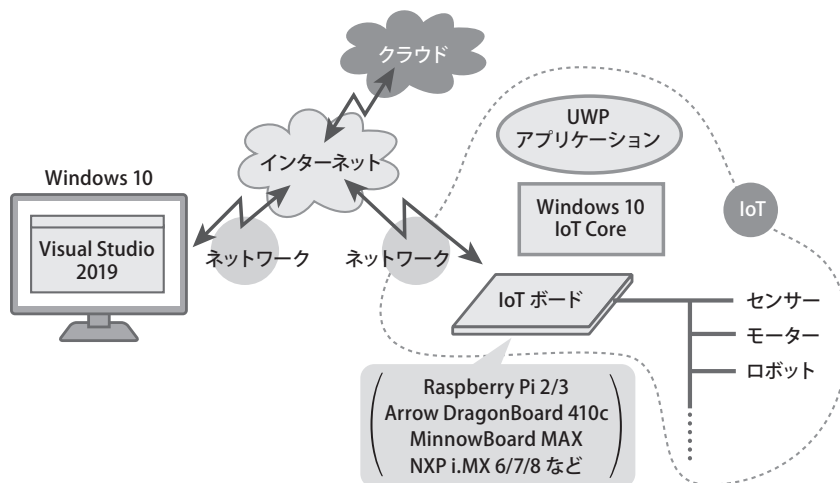 クラウド
インターネット
Windows 10
Visual Studio
2019
ネットワーク
ネットワーク
UWP
アプリケーション
Windows 10
IoT Core
IoT
IoT ボード
センサー
モーター
ロボット
Raspberry Pi 2/3
Arrow DragonBoard 410c
MinnowBoard MAX
NXP i.MX 6/7/8 など